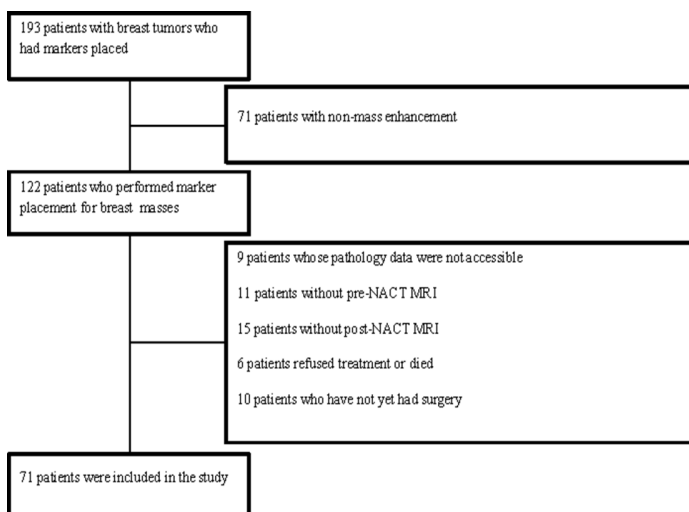 193 patients with breast tumors who
had markers placed
71 patients with non-mass enhancement
122 patients who performed marker
placement for breast masses
9 patients whose pathology data were not accessible
11 patients without pre-NACT MRI
15 patients without post-NACT MRI
6 patients refused treatment or died
10 patients who have not yet had surgery
71 patients were included in the study